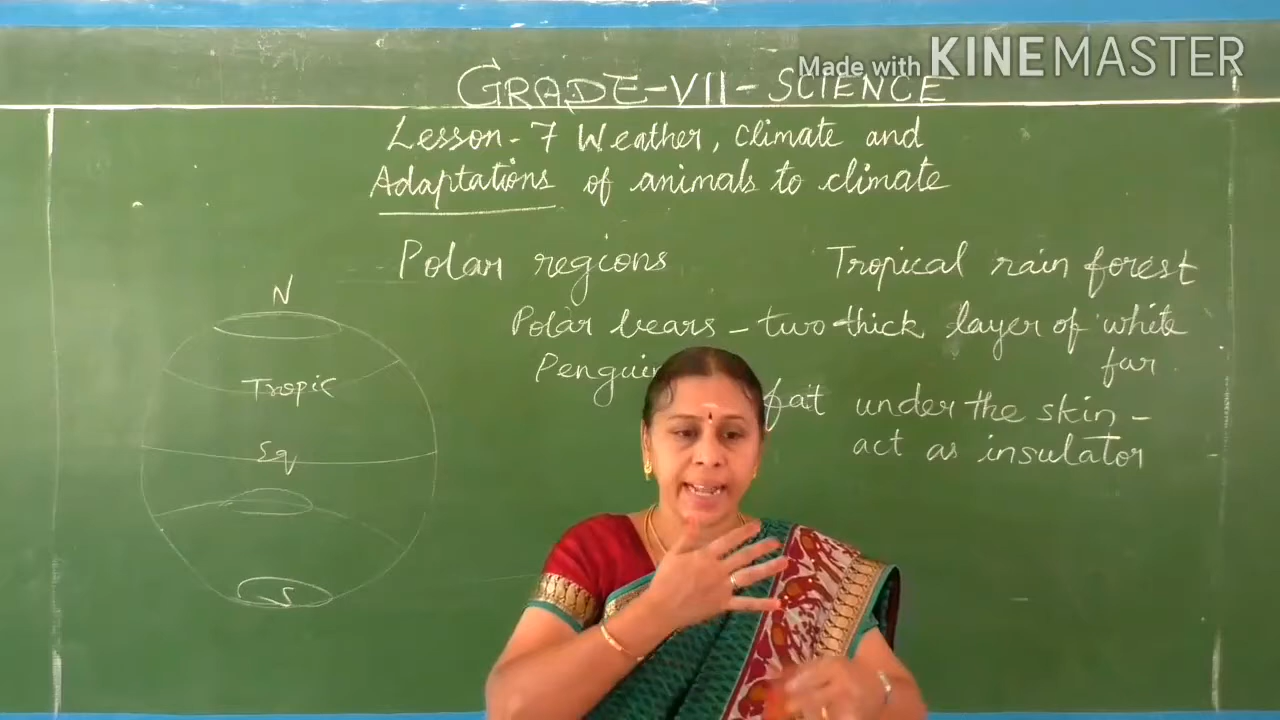 Made with KINEMASTER
GRADE-VII-SCIENCE
Lesson-7 Weather, climate and
Adaptations of animals to climate
Polar regions
Tropical rain forest
Polar bears - two thick layer of white
fur
fat under the skin -
act as insulator
N
Tropic
Eq
S